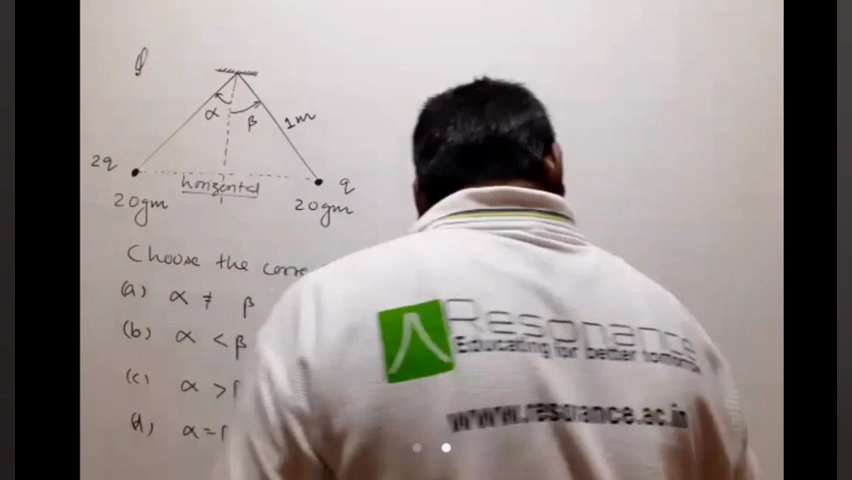 α β
1m
2q
horizontal
q
20gm 20gm
Choose the corre
(a) α ≠ β
(b) α < β
(c) α >
(d) α =
Resonance
Educating for better tomorrow
www.resonance.ac.in